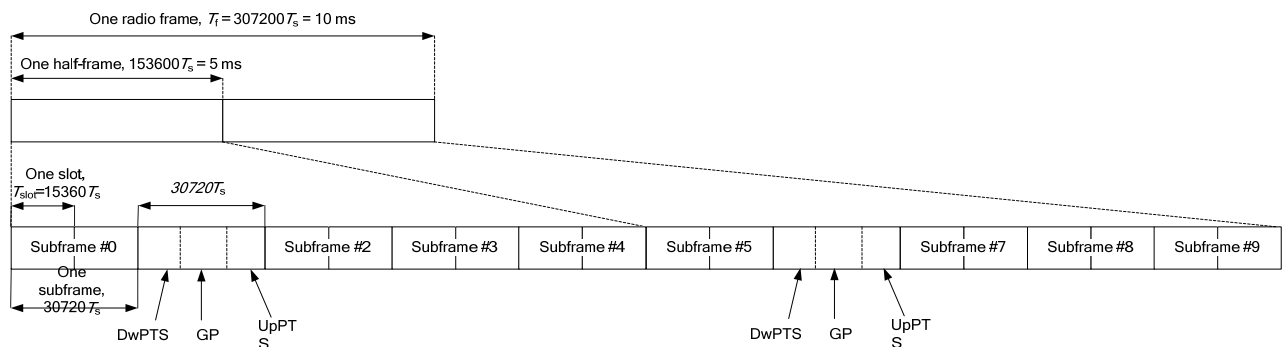 One radio frame, Tf = 307200Ts = 10 ms
One half-frame, 153600Ts = 5 ms
One slot,
Tslot=15360Ts
30720Ts
Subframe #0
Subframe #2
Subframe #3
Subframe #4
Subframe #5
Subframe #7
Subframe #8
Subframe #9
One
subframe,
30720Ts
DwPTS
GP
UpPT
S
DwPTS
GP
UpPT
S